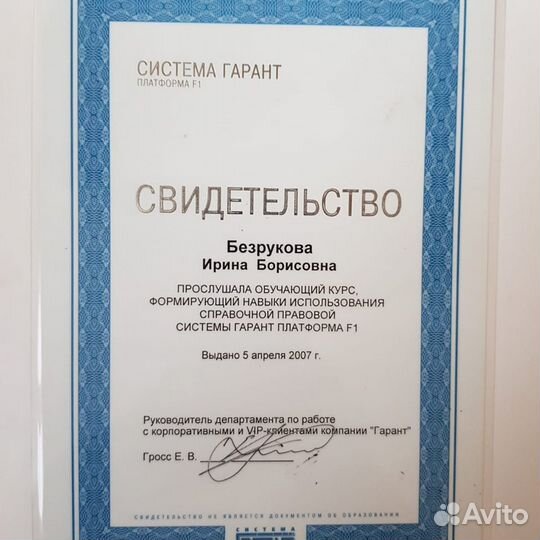 СИСТЕМА ГАРАНТ
ПЛАТФОРМА F1
СВИДЕТЕЛЬСТВО
Безрукова
Ирина Борисовна
ПРОСЛУШАЛА ОБУЧАЮЩИЙ КУРС,
ФОРМИРУЮЩИЙ НАВЫКИ ИСПОЛЬЗОВАНИЯ
СПРАВОЧНОЙ ПРАВОВОЙ
СИСТЕМЫ ГАРАНТ ПЛАТФОРМА F1
Выдано 5 апреля 2007 г.
Руководитель департамента по работе
с корпоративными и VIP-клиентами компании "Гарант"
Гросс Е. В.
СВИДЕТЕЛЬСТВО НЕ ЯВЛЯЕТСЯ ДОКУМЕНТОМ ОБ ОБРАЗОВАНИИ
СИСТЕМА
Avito